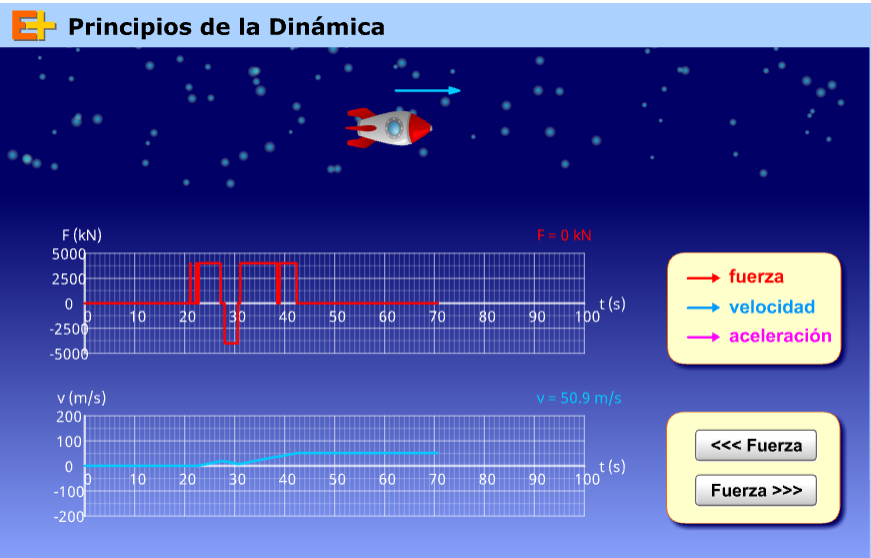 E+ Principios de la Dinámica
F (kN)
F = 0 kN
5000
2500
0
-2500
-5000
0 10 20 30 40 50 60 70 80 90 100
t (s)
v (m/s)
v = 50.9 m/s
200
100
0
-100
-200
0 10 20 30 40 50 60 70 80 90 100
t (s)
fuerza
velocidad
aceleración
<<< Fuerza
Fuerza >>>